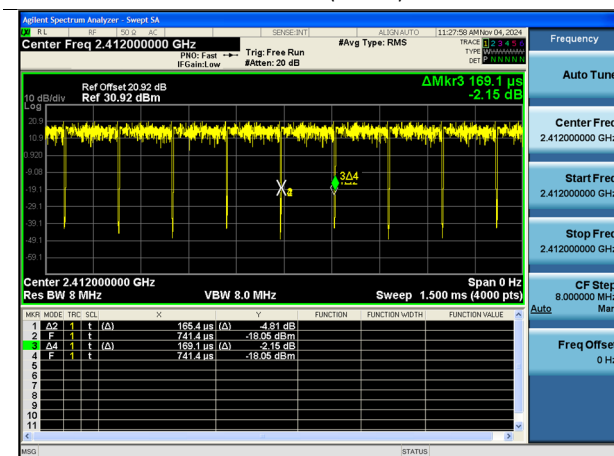 Agilent Spectrum Analyzer - Swept SA
RL RF 50 Ω AC SENSE:INT ALIGN AUTO 11:27:58 AM Nov 04, 2024
Center Freq 2.412000000 GHz
PNO: Fast
IFGain:Low
Trig: Free Run
#Atten: 20 dB
#Avg Type: RMS
TRACE 1 2 3 4 5 6
TYPE
DET P N N N N N
Ref Offset 20.92 dB
10 dB/div Ref 30.92 dBm
Log
ΔMkr3 169.1 µs
-2.15 dB
20.9
10.9
0.920
-9.08
-19.1
-29.1
-39.1
-49.1
-59.1
3Δ4
Center 2.412000000 GHz Span 0 Hz
Res BW 8 MHz VBW 8.0 MHz Sweep 1.500 ms (4000 pts)
MKR MODE TRC SCL X Y FUNCTION FUNCTION WIDTH FUNCTION VALUE
1 Δ2 1 t (Δ) 165.4 µs (Δ) -4.81 dB
2 F 1 t 741.4 µs -18.05 dBm
3 Δ4 1 t (Δ) 169.1 µs (Δ) -2.15 dB
4 F 1 t 741.4 µs -18.05 dBm
5
6
7
8
9
10
11
MSG STATUS
Frequency
Auto Tune
Center Freq
2.412000000 GHz
Start Freq
2.412000000 GHz
Stop Freq
2.412000000 GHz
CF Step
8.000000 MHz
Auto Man
Freq Offset
0 Hz